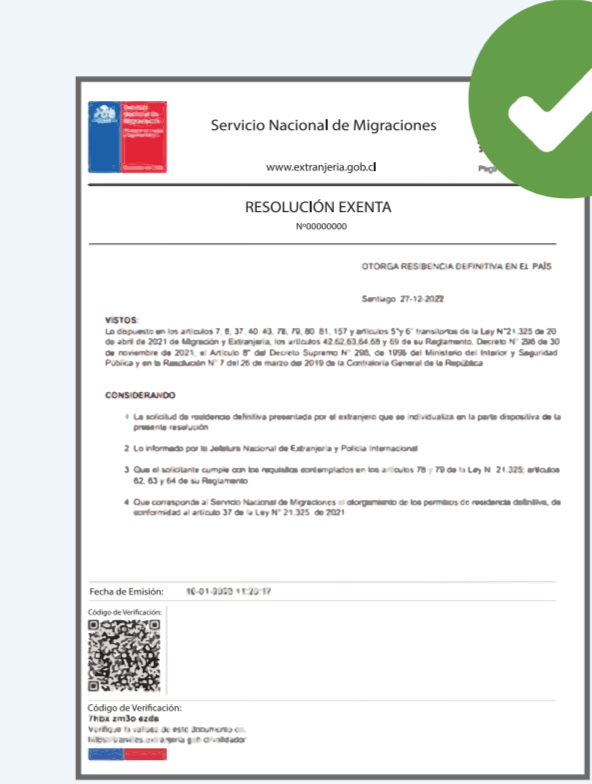 Servicio Nacional de Migraciones
www.extranjeria.gob.cl
RESOLUCIÓN EXENTA
Nº00000000
OTORGA RESIDENCIA DEFINITIVA EN EL PAÍS
Santiago 27-12-2022
VISTOS:
Lo dispuesto en los artículos 7, 8, 37, 40 43, 78, 79, 80 81, 157 y artículos 5°y 6° transitorios de la Ley N°21.325 de 20
de abril de 2021 de Migración y Extranjería, los artículos 42,62,63,64,68 y 69 de su Reglamento, Decreto N° 296 de 30
de noviembre de 2021, el Artículo 8° del Decreto Supremo N° 296, de 1995 del Ministerio del Interior y Seguridad
Pública y en la Resolución N° 7 del 26 de marzo del 2019 de la Contraloría General de la República
CONSIDERANDO
1 La solicitud de residencia definitiva presentada por el extranjero que se individualiza en la parte dispositiva de la
presente resolución
2 Lo informado por la Jefatura Nacional de Extranjería y Policía Internacional
3 Que el solicitante cumple con los requisitos contemplados en los artículos 78 y 79 de la Ley N 21.325; artículos
62, 63 y 64 de su Reglamento
4 Que corresponde al Servicio Nacional de Migraciones el otorgamiento de los permisos de residencia definitiva, de
conformidad al artículo 37 de la Ley N° 21.325 de 2021
Fecha de Emisión:
Código de Verificación:
Código de Verificación:
Verifique la validez de este documento en: